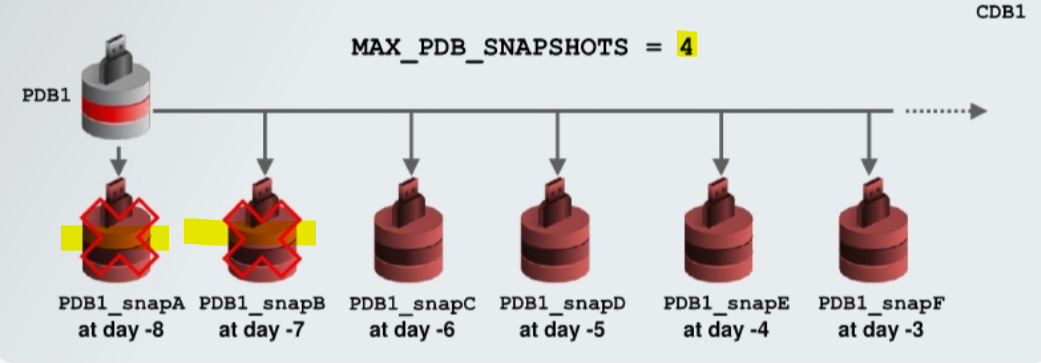 CDB1
MAX_PDB_SNAPSHOTS = 4
PDB1
PDB1_snapA
at day -8
PDB1_snapB
at day -7
PDB1_snapC
at day -6
PDB1_snapD
at day -5
PDB1_snapE
at day -4
PDB1_snapF
at day -3